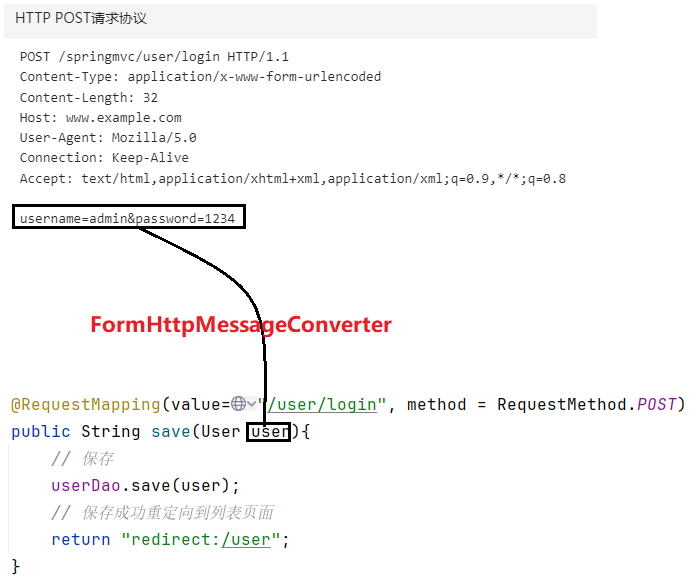 HTTP POST请求协议
POST /springmvc/user/login HTTP/1.1
Content-Type: application/x-www-form-urlencoded
Content-Length: 32
Host: www.example.com
User-Agent: Mozilla/5.0
Connection: Keep-Alive
Accept: text/html,application/xhtml+xml,application/xml;q=0.9,*/*;q=0.8
username=admin&password=1234
FormHttpMessageConverter
@RequestMapping(value="/user/login", method = RequestMethod.POST)
public String save(User user){
// 保存
userDao.save(user);
// 保存成功重定向到列表页面
return "redirect:/user";
}